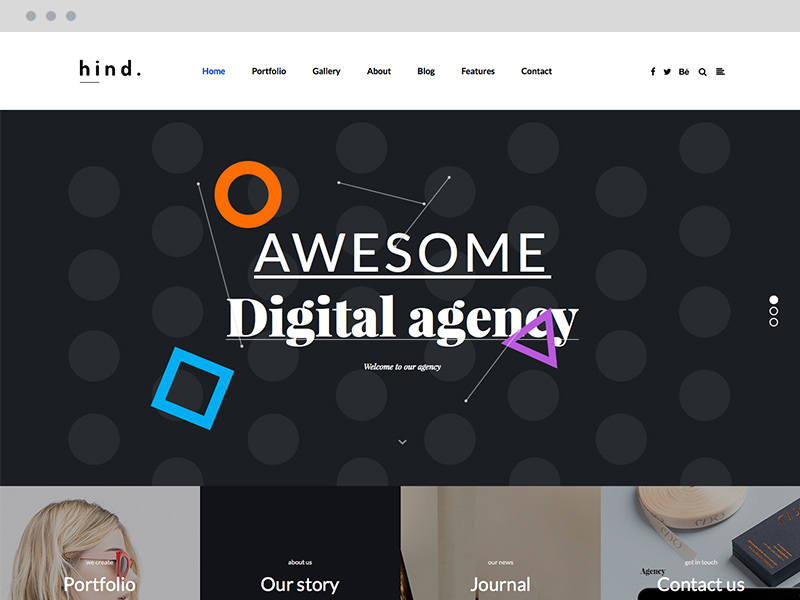 hind.
Home Portfolio Gallery About Blog Features Contact
Bē
AWESOME
Digital agency
Welcome to our agency
we create
Portfolio
about us
Our story
our news
Journal
Agency
get in touch
Contact us